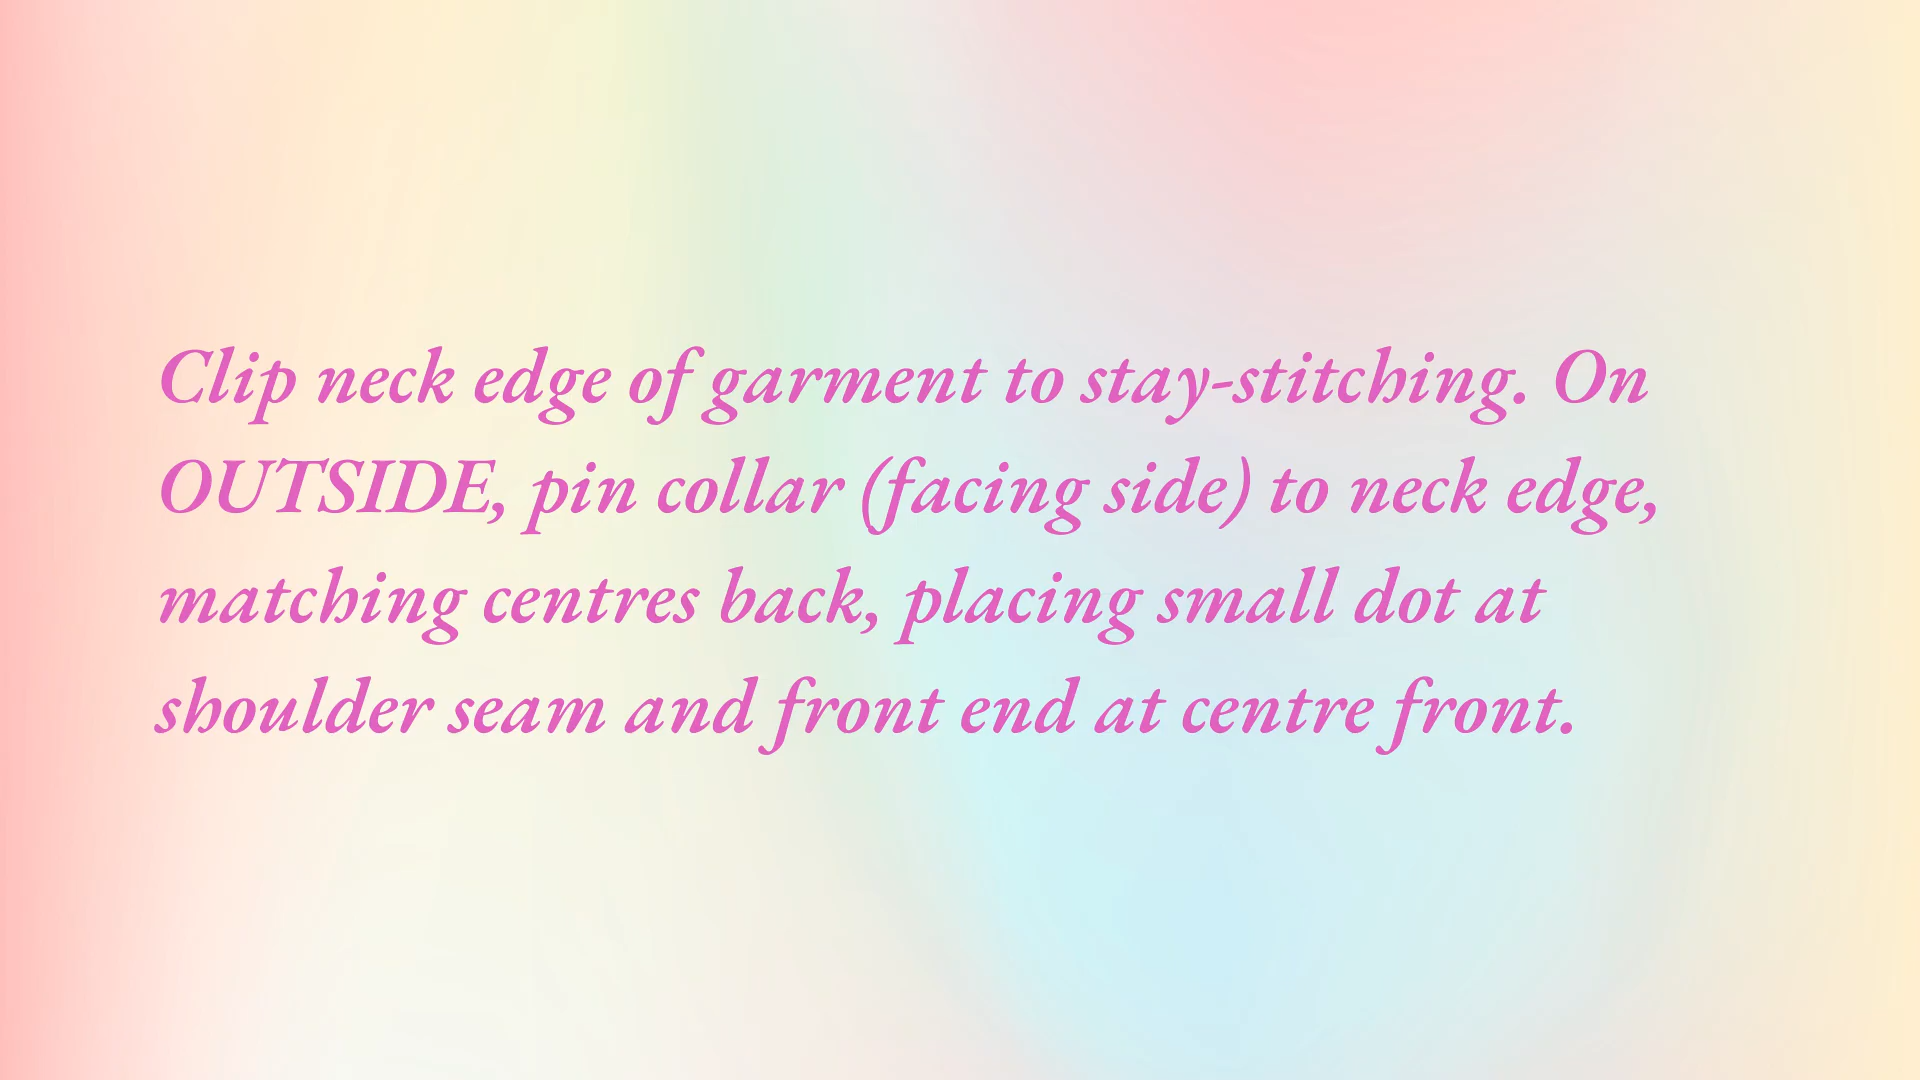 Clip neck edge of garment to stay-stitching. On
OUTSIDE, pin collar (facing side) to neck edge,
matching centres back, placing small dot at
shoulder seam and front end at centre front.